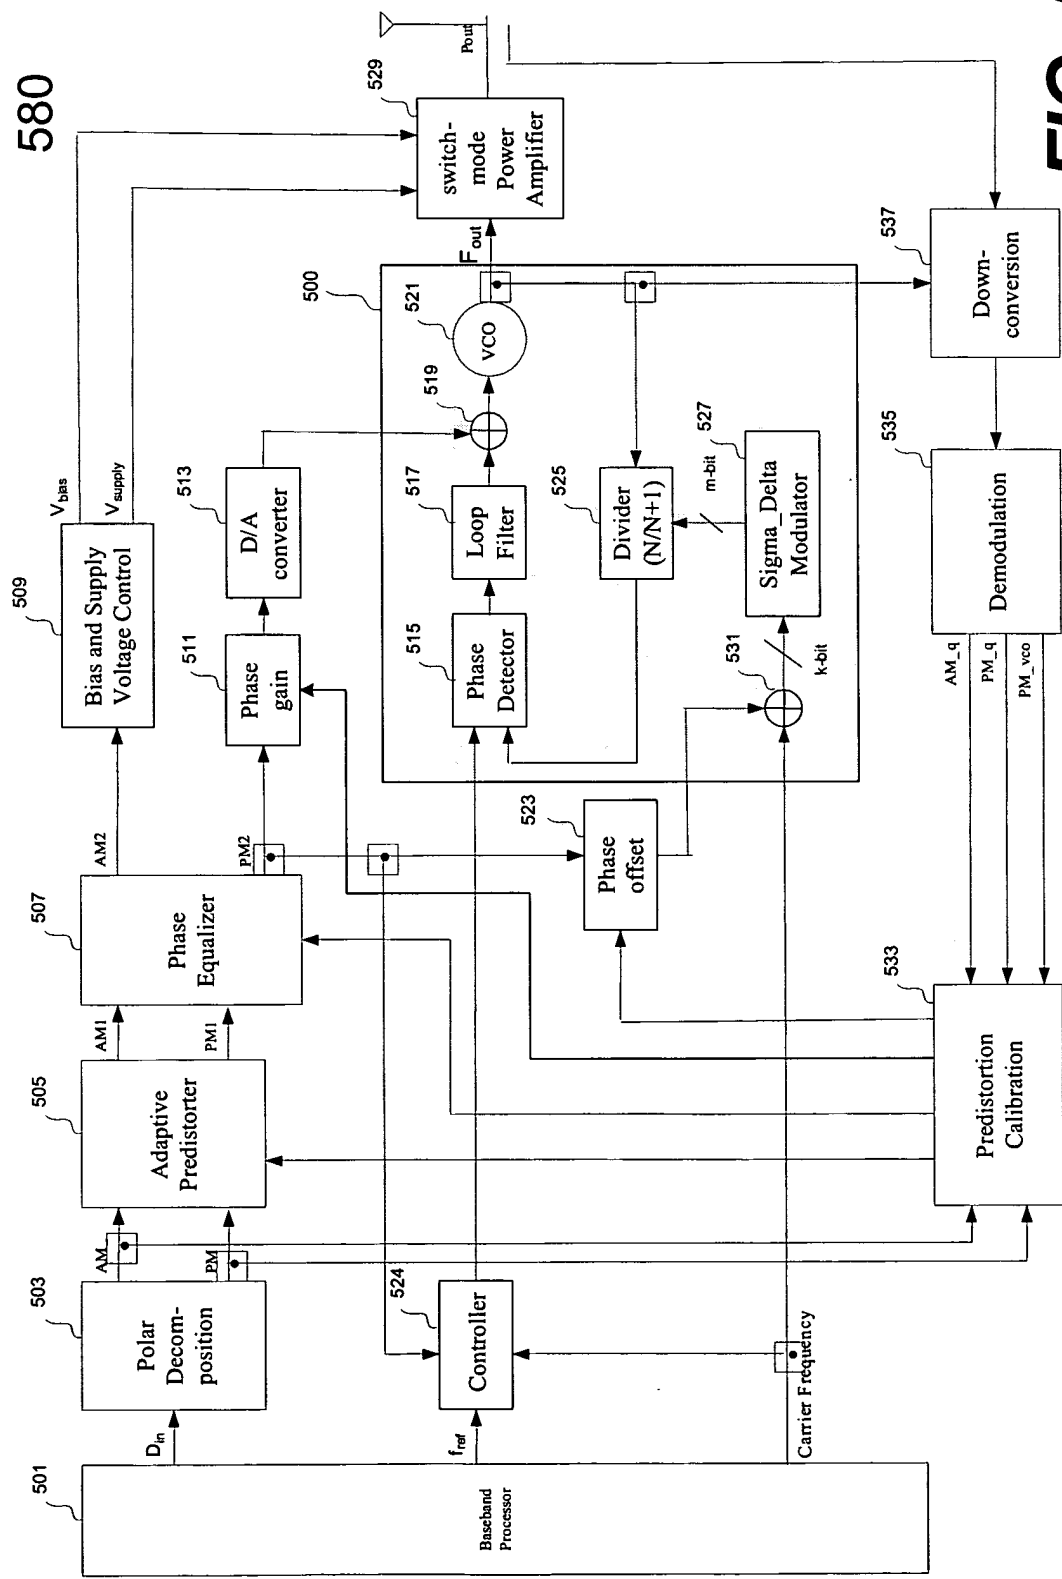 580
501
Baseband
Processor
D_in
f_ref
Carrier Frequency
503
Polar
Decom-
position
AM
PM
524
Controller
505
Adaptive
Predistorter
AM1
PM1
507
Phase
Equalizer
AM2
PM2
509
Bias and Supply
Voltage Control
V_bias
V_supply
511
Phase
gain
513
D/A
converter
523
Phase
offset
500
515
Phase
Detector
517
Loop
Filter
519
521
VCO
F_out
525
Divider
(N/N+1)
m-bit
527
Sigma_Delta
Modulator
531
k-bit
529
switch-
mode
Power
Amplifier
Pout
533
Predistortion
Calibration
AM_q
PM_q
PM_vco
535
Demodulation
537
Down-
conversion
FIG